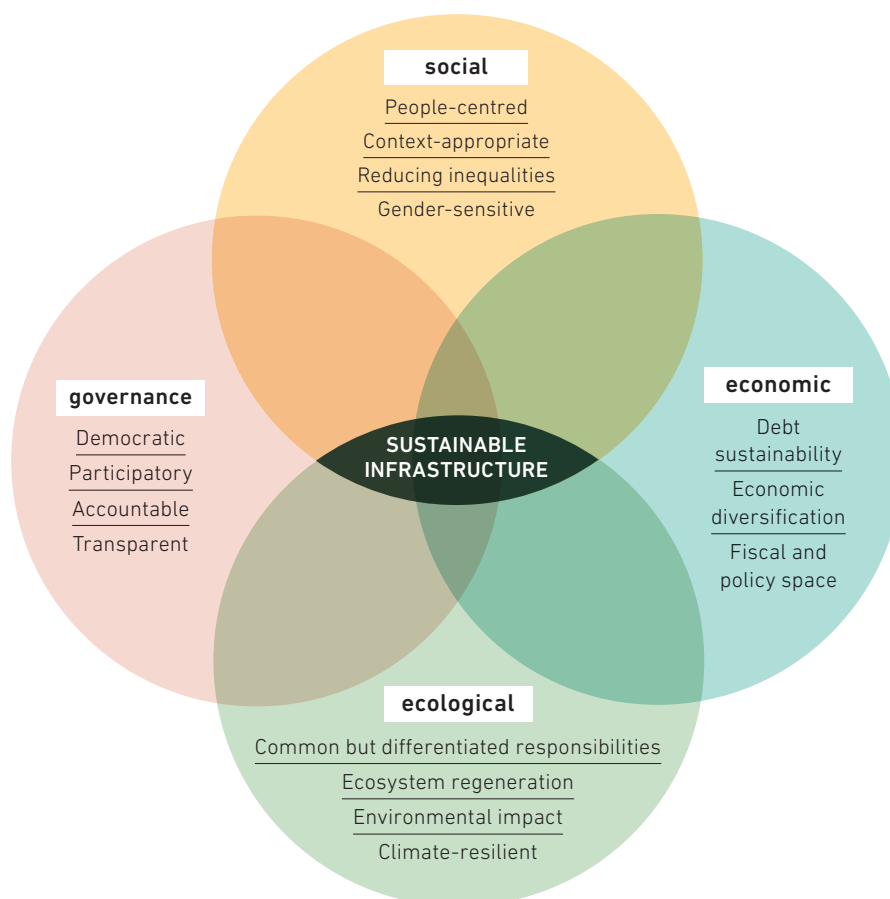 social
People-centred
Context-appropriate
Reducing inequalities
Gender-sensitive
governance
Democratic
Participatory
Accountable
Transparent
SUSTAINABLE
INFRASTRUCTURE
economic
Debt
sustainability
Economic
diversification
Fiscal and
policy space
ecological
Common but differentiated responsibilities
Ecosystem regeneration
Environmental impact
Climate-resilient